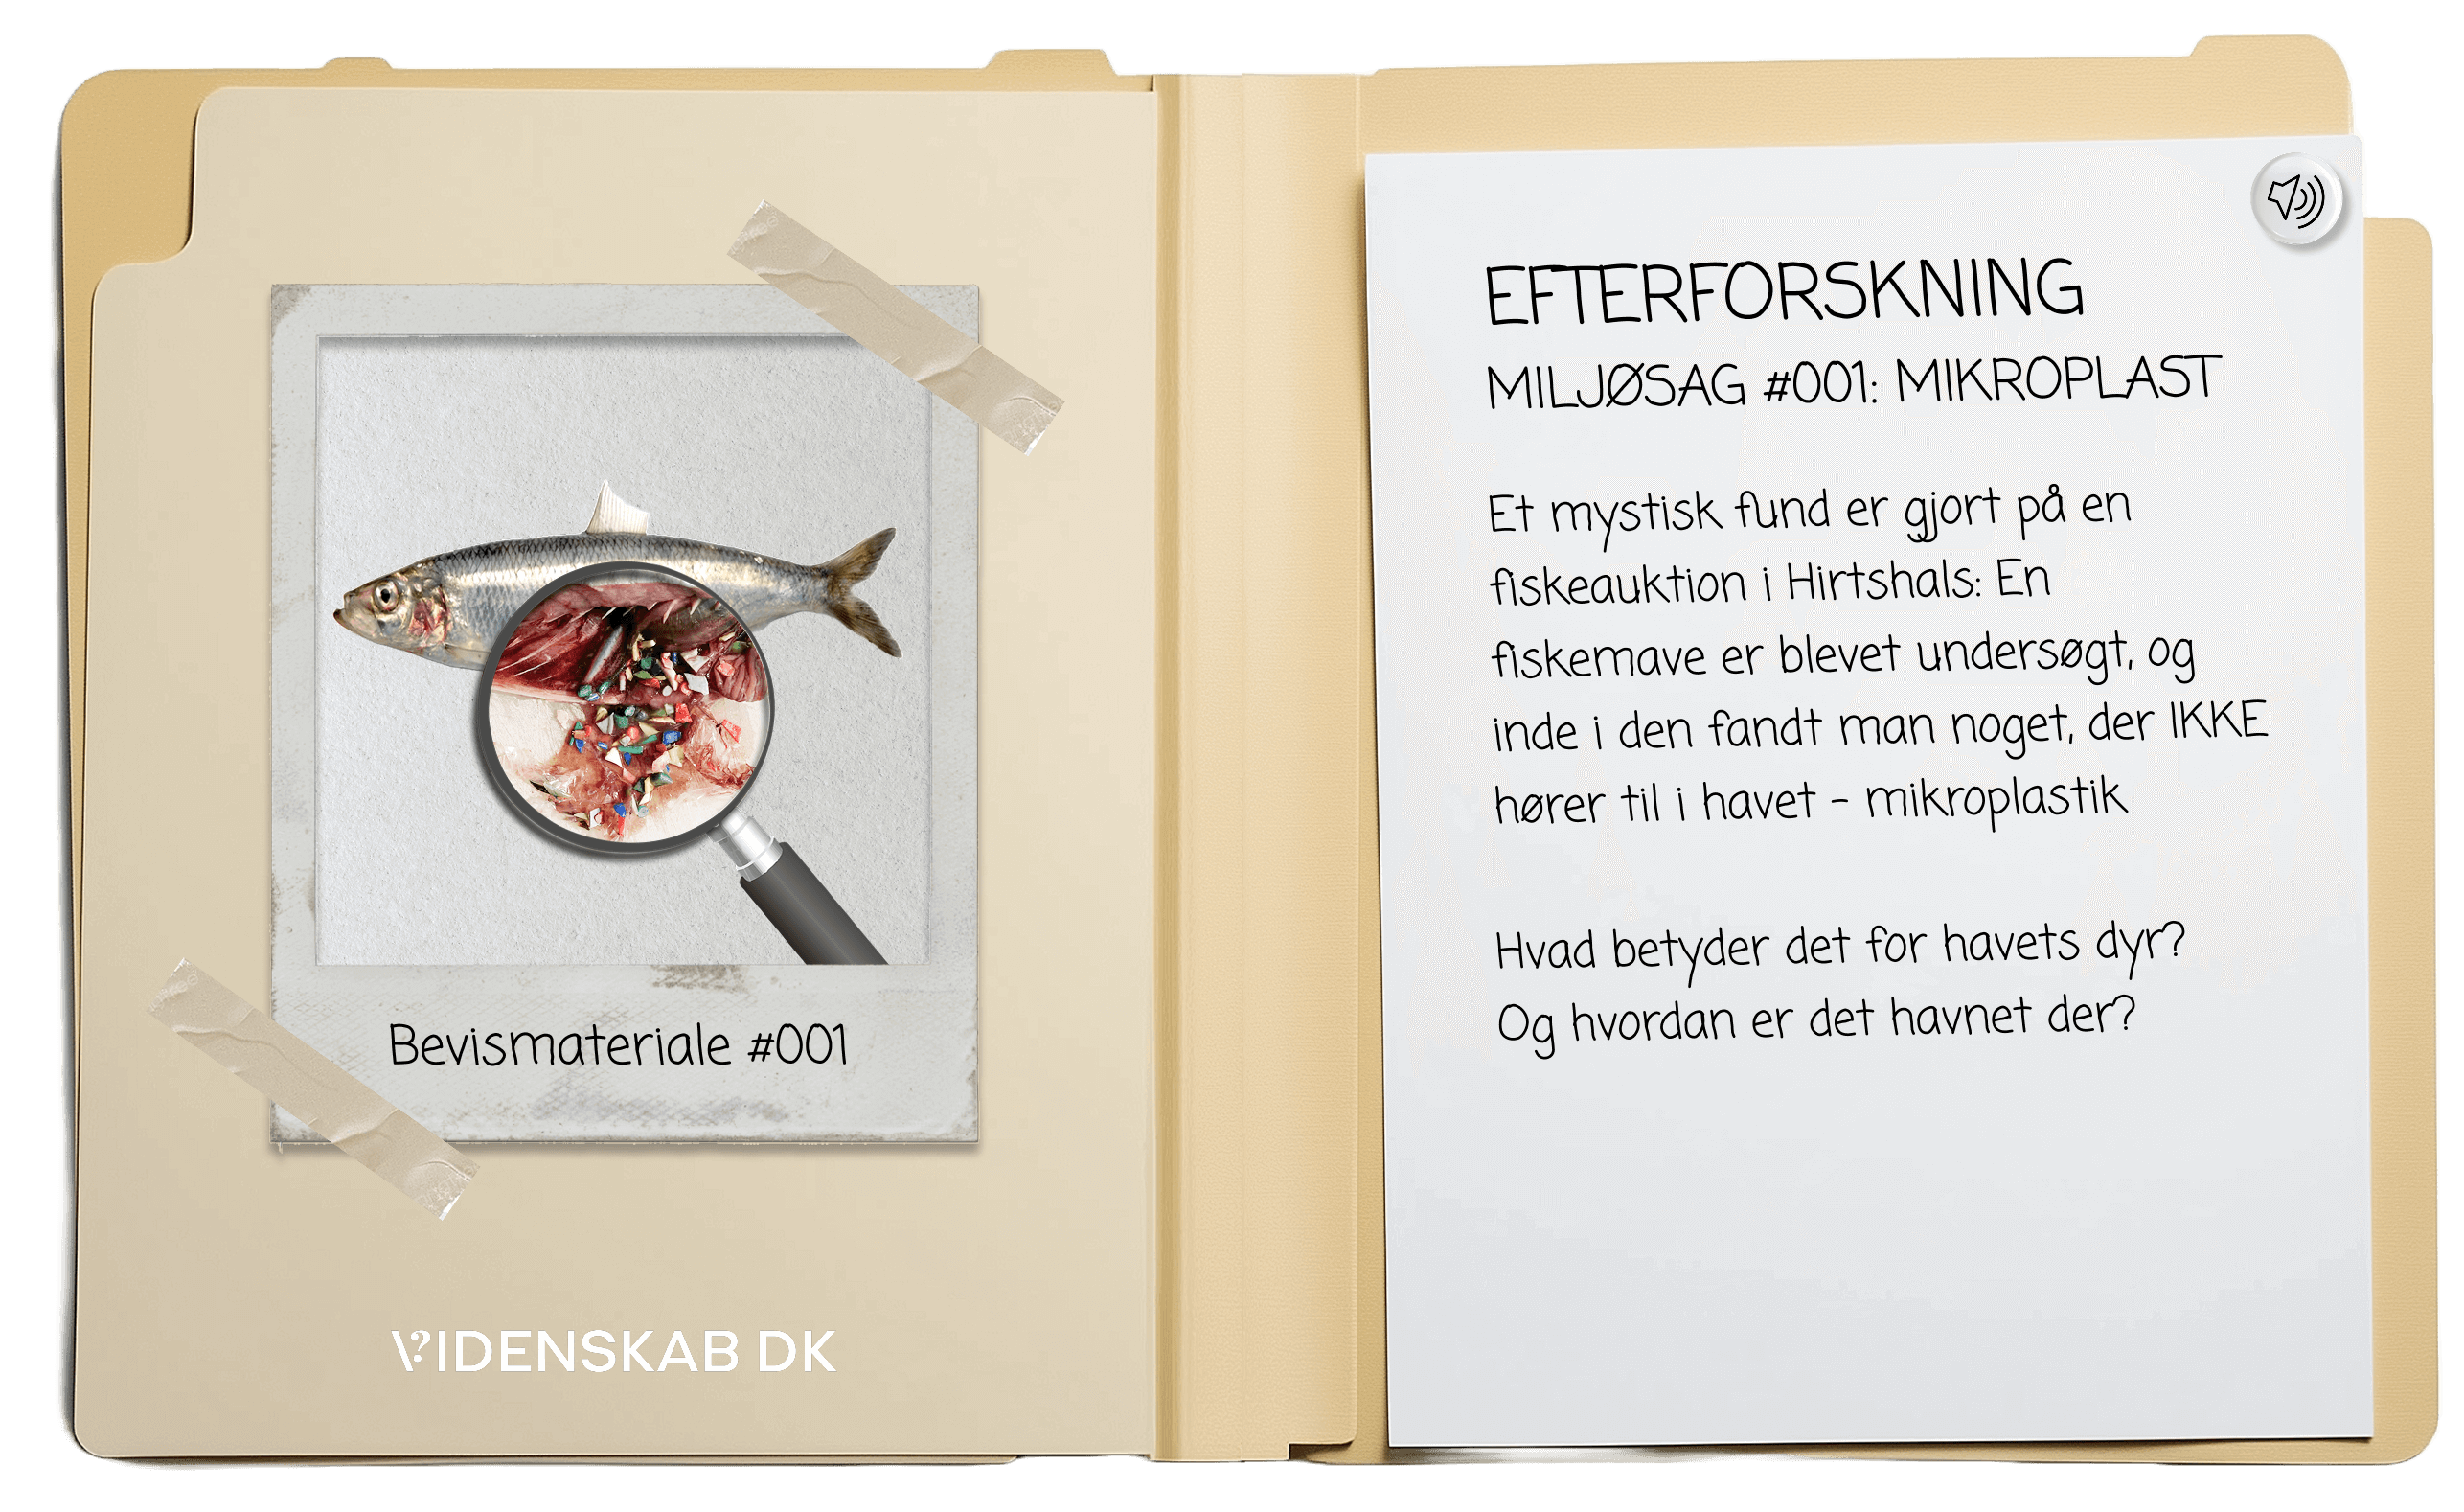 Bevismateriale #001
VIDENSKAB DK
EFTERFORSKNING
MILJØSAG #001: MIKROPLAST
Et mystisk fund er gjort på en
fiskeauktion i Hirtshals: En
fiskemave er blevet undersøgt, og
inde i den fandt man noget, der IKKE
hører til i havet - mikroplastik
Hvad betyder det for havets dyr?
Og hvordan er det havnet der?